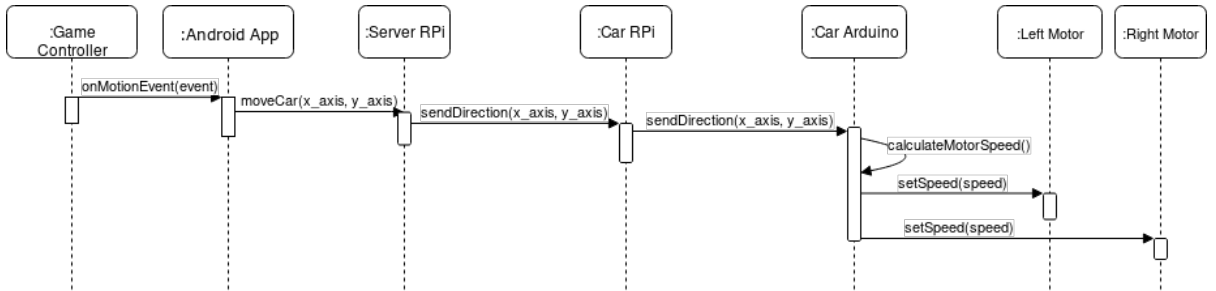 :Game
Controller
:Android App
:Server RPi
:Car RPi
:Car Arduino
:Left Motor
:Right Motor
onMotionEvent(event)
moveCar(x_axis, y_axis)
sendDirection(x_axis, y_axis)
sendDirection(x_axis, y_axis)
calculateMotorSpeed()
setSpeed(speed)
setSpeed(speed)